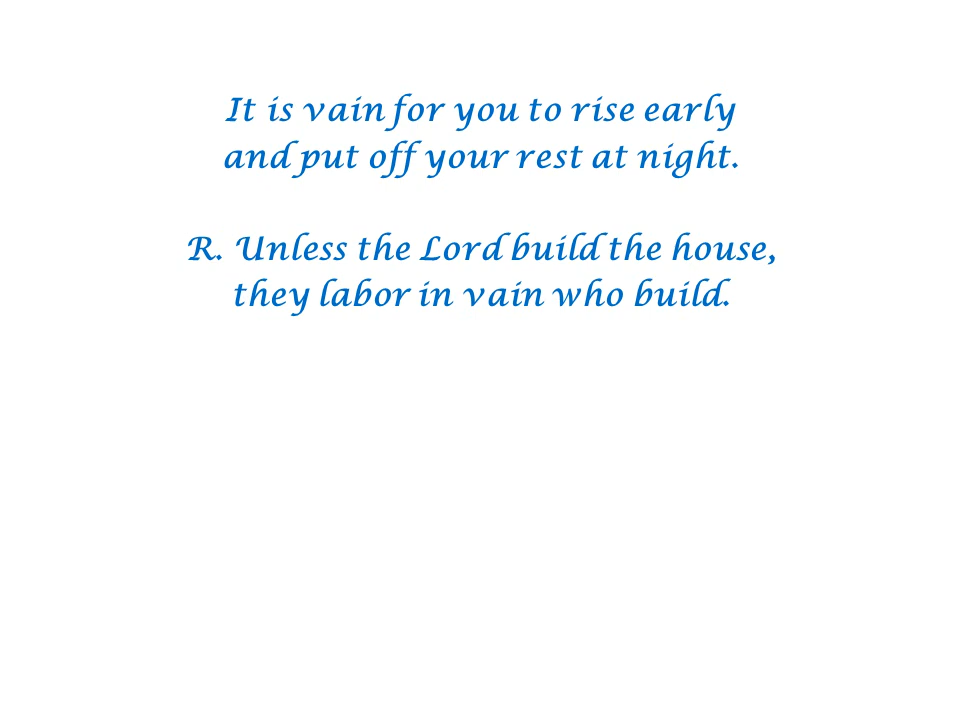 It is vain for you to rise early
and put off your rest at night.
R. Unless the Lord build the house,
they labor in vain who build.